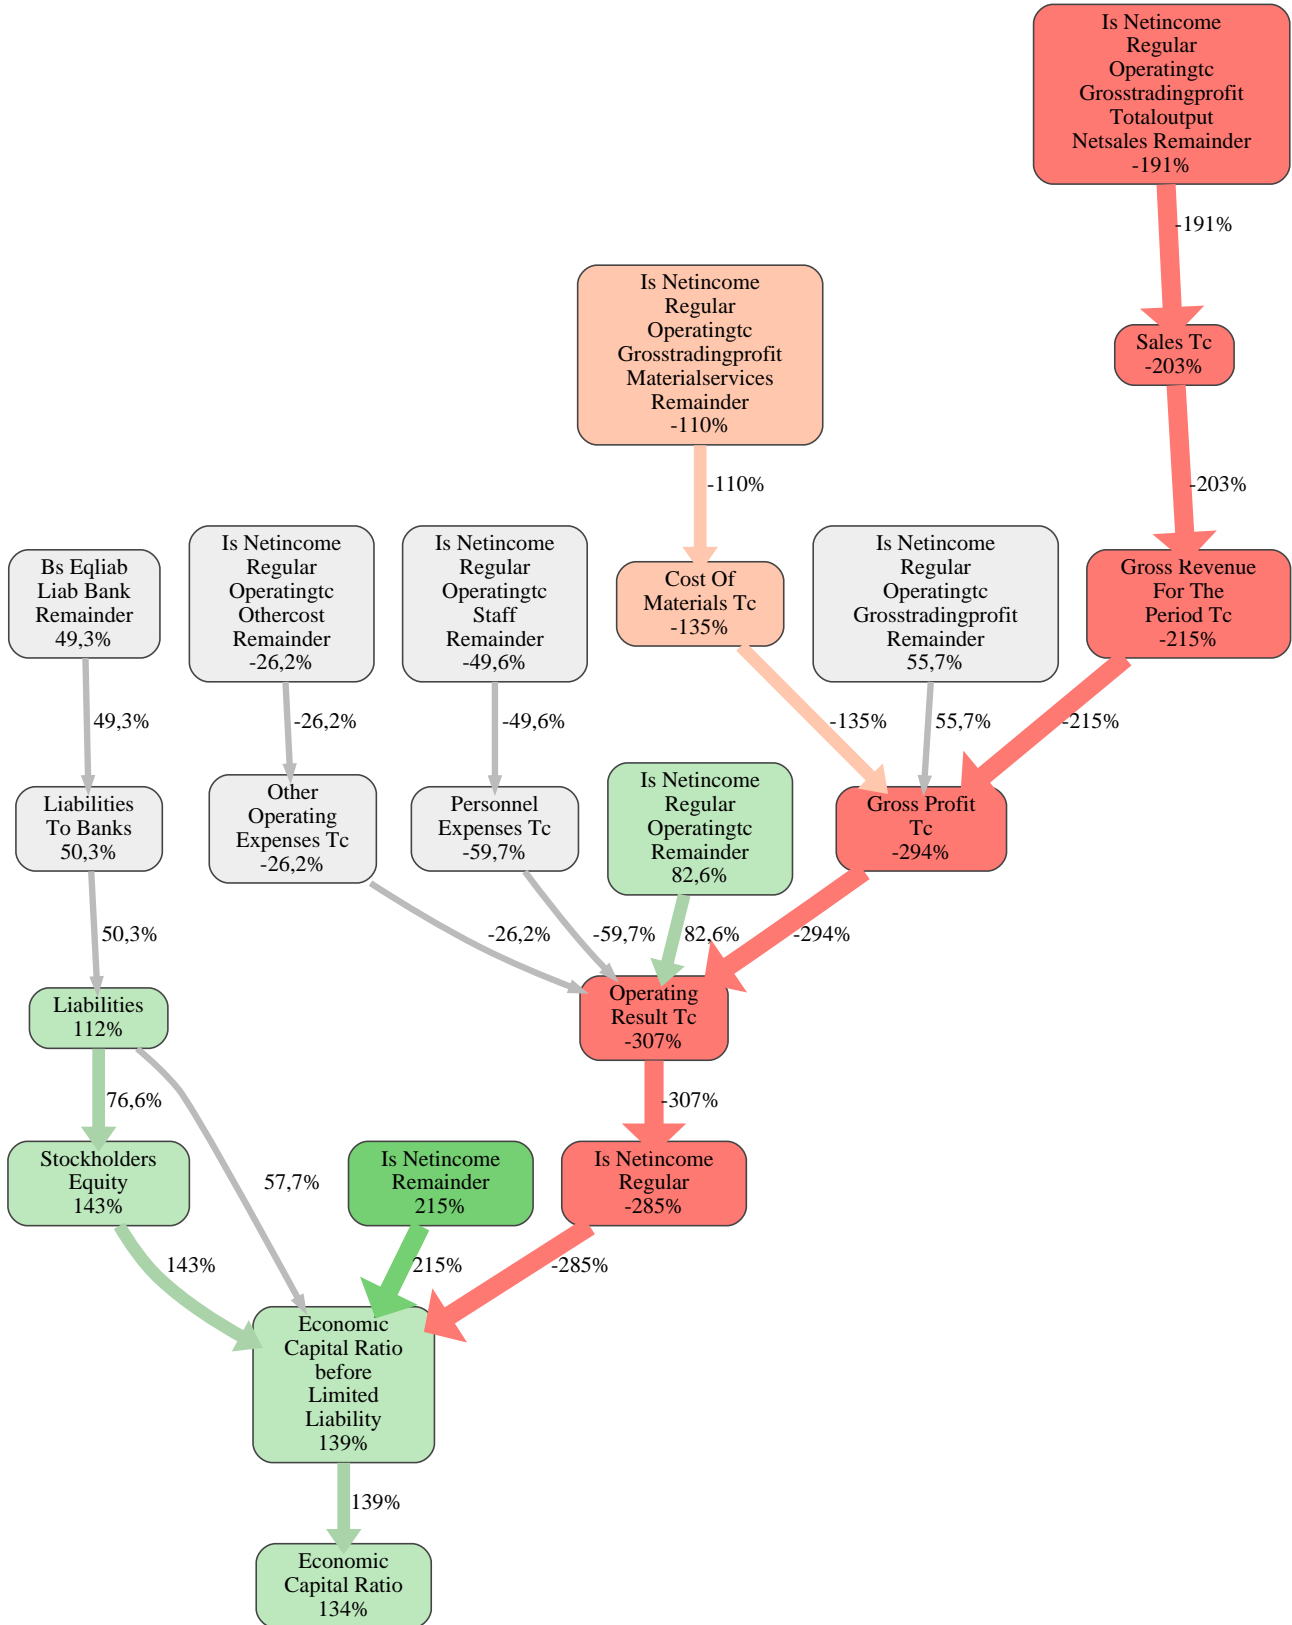 Is Netincome
Regular
Operatingtc
Grosstradingprofit
Totaloutput
Netsales Remainder
-191%
-191%
Is Netincome
Regular
Operatingtc
Grosstradingprofit
Materialservices
Remainder
-110%
Sales Tc
-203%
-110%
-203%
Bs Eqliab
Liab Bank
Remainder
49,3%
Is Netincome
Regular
Operatingtc
Othercost
Remainder
-26,2%
Is Netincome
Regular
Operatingtc
Staff
Remainder
-49,6%
Cost Of
Materials Tc
-135%
Is Netincome
Regular
Operatingtc
Grosstradingprofit
Remainder
55,7%
Gross Revenue
For The
Period Tc
-215%
49,3%
-26,2%
-49,6%
-135%
55,7%
-215%
Liabilities
To Banks
50,3%
Other
Operating
Expenses Tc
-26,2%
Personnel
Expenses Tc
-59,7%
Is Netincome
Regular
Operatingtc
Remainder
82,6%
Gross Profit
Tc
-294%
50,3%
-26,2%
-59,7%
82,6%
-294%
Liabilities
112%
Operating
Result Tc
-307%
76,6%
-307%
Stockholders
Equity
143%
57,7%
Is Netincome
Remainder
215%
Is Netincome
Regular
-285%
143%
215%
-285%
Economic
Capital Ratio
before
Limited
Liability
139%
139%
Economic
Capital Ratio
134%